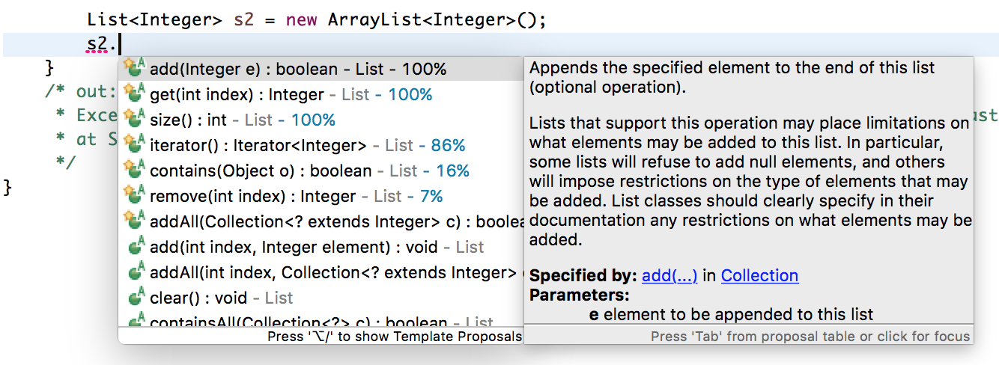 List<Integer> s2 = new ArrayList<Integer>();
s2.
}
/* out:
* Exce
* at S
*/
}
add(Integer e) : boolean - List - 100%
get(int index) : Integer - List - 100%
size() : int - List - 100%
iterator() : Iterator<Integer> - List - 86%
contains(Object o) : boolean - List - 16%
remove(int index) : Integer - List - 7%
addAll(Collection<? extends Integer> c) : boolea
add(int index, Integer element) : void - List
addAll(int index, Collection<? extends Integer>
clear() : void - List
containsAll(Collection<?> c) : boolean - List
Press '⌥/' to show Template Proposals
Appends the specified element to the end of this list
(optional operation).
Lists that support this operation may place limitations on
what elements may be added to this list. In particular,
some lists will refuse to add null elements, and others
will impose restrictions on the type of elements that may
be added. List classes should clearly specify in their
documentation any restrictions on what elements may be
added.
Specified by: add(...) in Collection
Parameters:
e element to be appended to this list
Press 'Tab' from proposal table or click for focus
ust